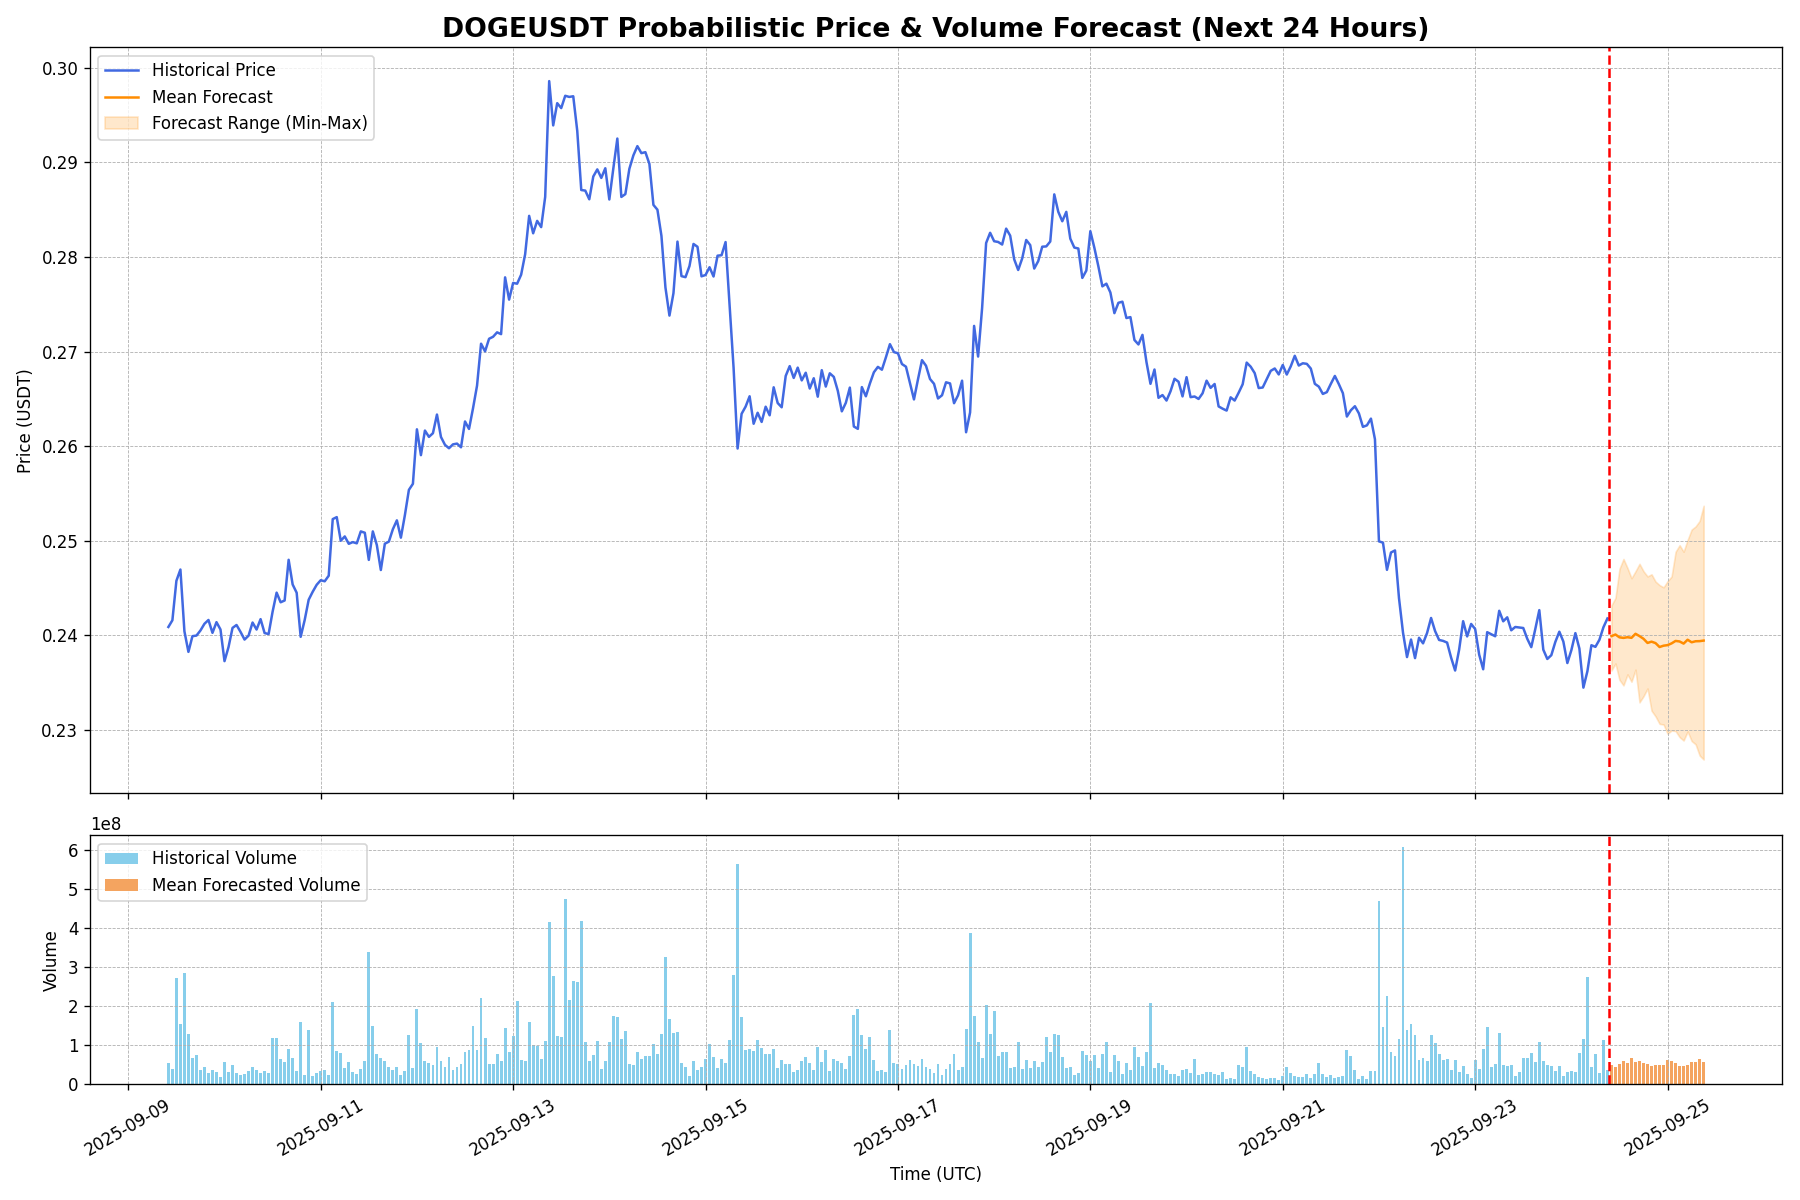 DOGEUSDT Probabilistic Price & Volume Forecast (Next 24 Hours)
Historical Price
Mean Forecast
Forecast Range (Min-Max)
0.30
0.29
0.28
0.27
0.26
0.25
0.24
0.23
Price (USDT)
1e8
Historical Volume
Mean Forecasted Volume
6
5
4
3
2
1
0
Volume
2025-09-09
2025-09-11
2025-09-13
2025-09-15
2025-09-17
2025-09-19
2025-09-21
2025-09-23
2025-09-25
Time (UTC)